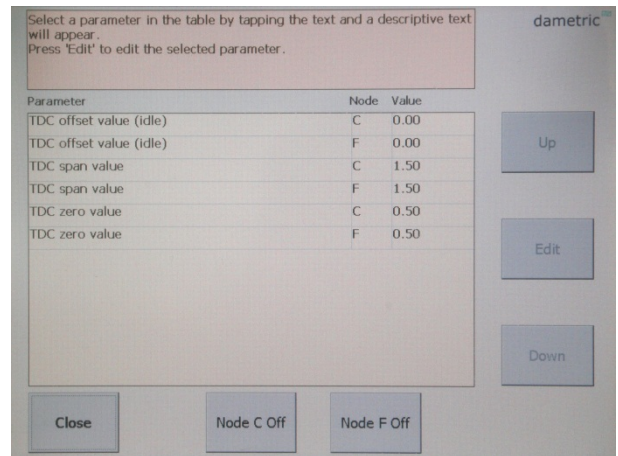 Select a parameter in the table by tapping the text and a descriptive text
will appear.
Press 'Edit' to edit the selected parameter.
dametric
Parameter Node Value
TDC offset value (idle) C 0.00
TDC offset value (idle) F 0.00
TDC span value C 1.50
TDC span value F 1.50
TDC zero value C 0.50
TDC zero value F 0.50
Up
Edit
Down
Close
Node C Off
Node F Off